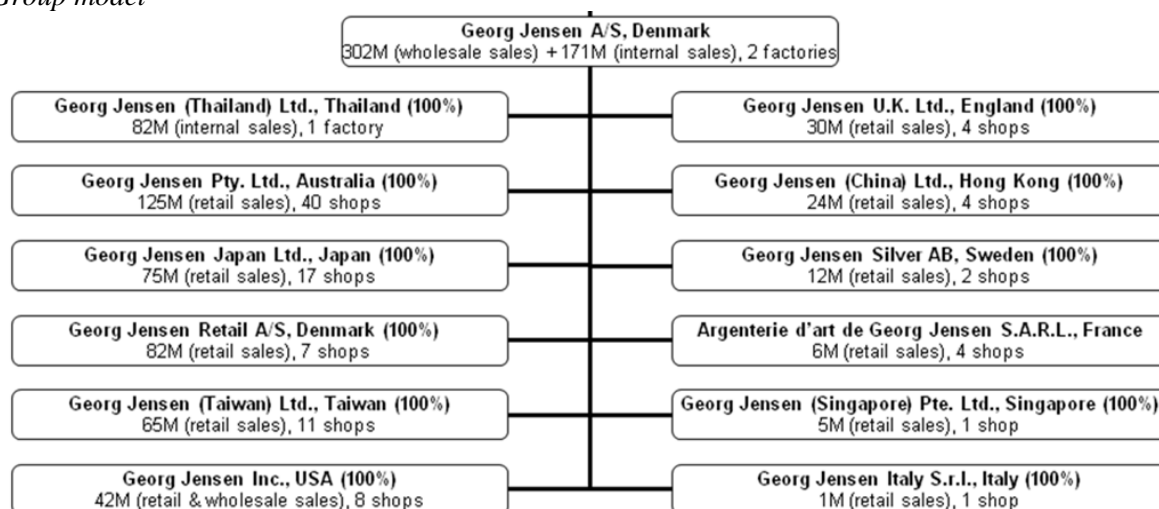 Group model
Georg Jensen A/S, Denmark
302M (wholesale sales) +171M (internal sales), 2 factories
Georg Jensen (Thailand) Ltd., Thailand (100%)
82M (internal sales), 1 factory
Georg Jensen U.K. Ltd., England (100%)
30M (retail sales), 4 shops
Georg Jensen Pty. Ltd., Australia (100%)
125M (retail sales), 40 shops
Georg Jensen (China) Ltd., Hong Kong (100%)
24M (retail sales), 4 shops
Georg Jensen Japan Ltd., Japan (100%)
75M (retail sales), 17 shops
Georg Jensen Silver AB, Sweden (100%)
12M (retail sales), 2 shops
Georg Jensen Retail A/S, Denmark (100%)
82M (retail sales), 7 shops
Argenterie d'art de Georg Jensen S.A.R.L., France
6M (retail sales), 4 shops
Georg Jensen (Taiwan) Ltd., Taiwan (100%)
65M (retail sales), 11 shops
Georg Jensen (Singapore) Pte. Ltd., Singapore (100%)
5M (retail sales), 1 shop
Georg Jensen Inc., USA (100%)
42M (retail & wholesale sales), 8 shops
Georg Jensen Italy S.r.l., Italy (100%)
1M (retail sales), 1 shop